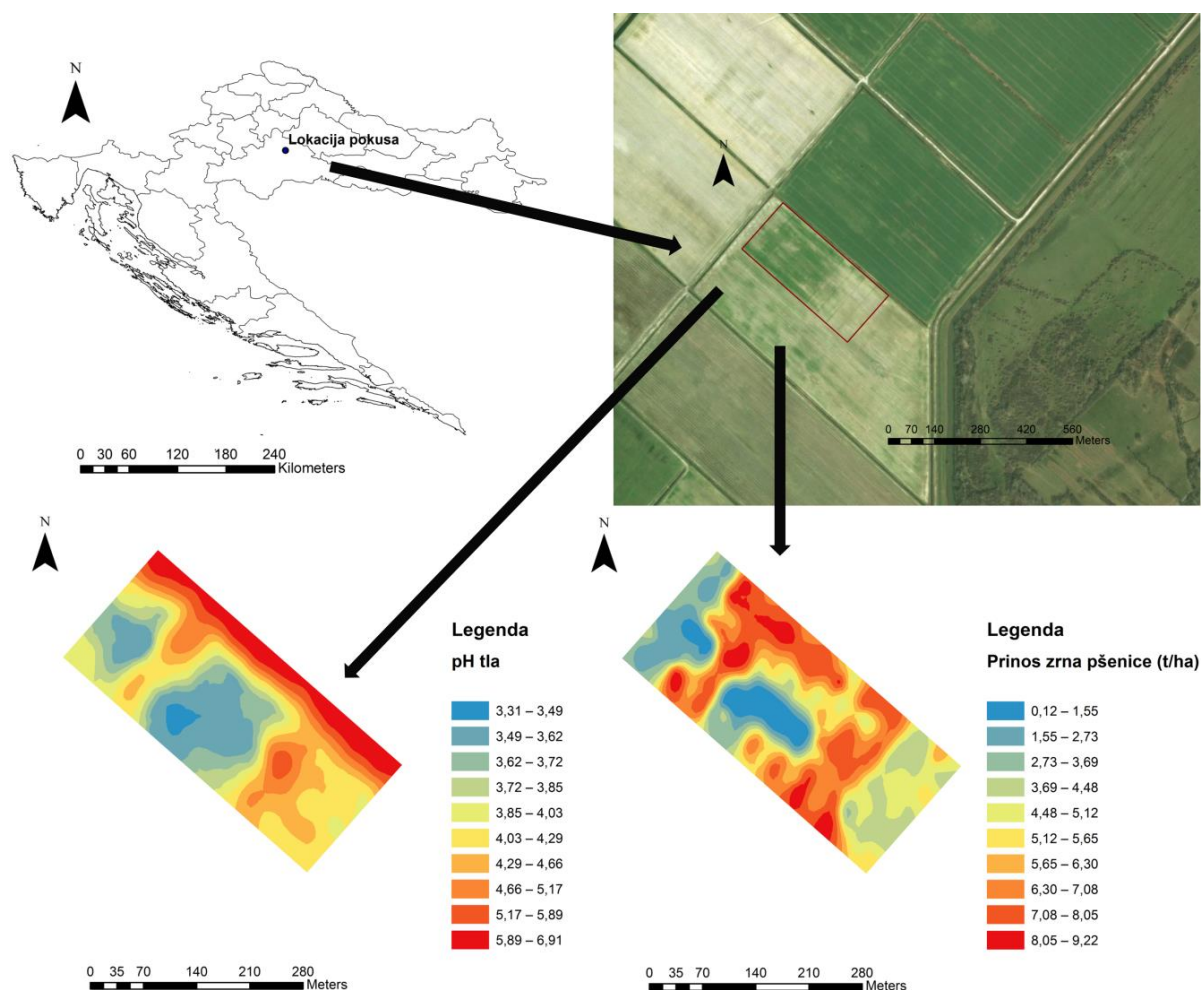 N
Lokacija pokusa
0 30 60 120 180 240
Kilometers
N
0 70 140 280 420 560
Meters
N
Legenda
pH tla
3,31 – 3,49
3,49 – 3,62
3,62 – 3,72
3,72 – 3,85
3,85 – 4,03
4,03 – 4,29
4,29 – 4,66
4,66 – 5,17
5,17 – 5,89
5,89 – 6,91
0 35 70 140 210 280
Meters
N
Legenda
Prinos zrna pšenice (t/ha)
0,12 – 1,55
1,55 – 2,73
2,73 – 3,69
3,69 – 4,48
4,48 – 5,12
5,12 – 5,65
5,65 – 6,30
6,30 – 7,08
7,08 – 8,05
8,05 – 9,22
0 35 70 140 210 280
Meters